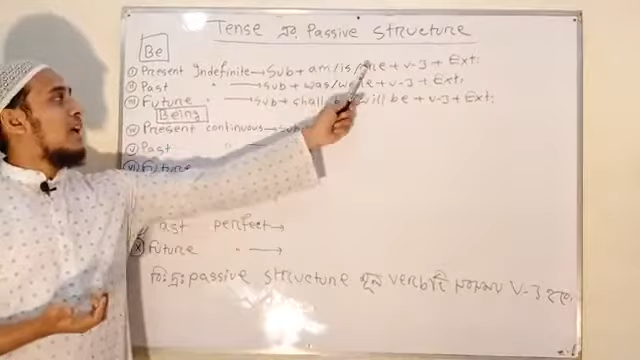 Tense এর Passive Structure
Be
i Present Indefinite → Sub + am/is/are + v-3 + Ext:
ii Past " → Sub + was/were + v-3 + Ext:
iii Future " → Sub + shall be/will be + v-3 + Ext:
Being
iv Present continuous → Sub
v Past
vi Future
Past perfect →
Future " →
বি:দ্র: passive structure মূল verbটি সবসময় V-3 হবে